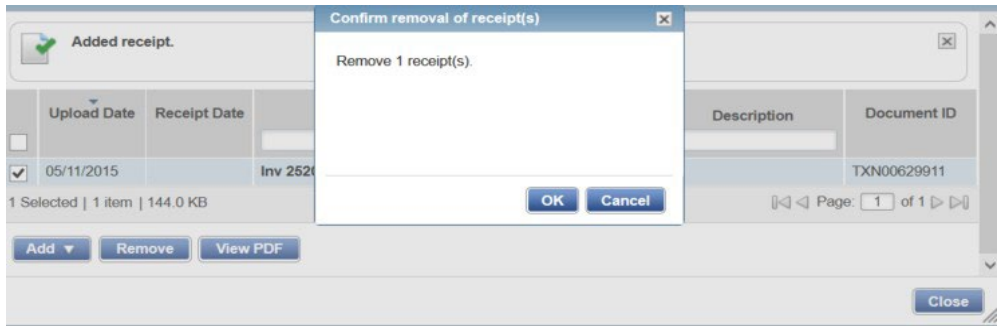 Confirm removal of receipt(s)
Added receipt.
Remove 1 receipt(s).
Upload Date Receipt Date Description Document ID
05/11/2015 Inv 2520 TXN00629911
OK Cancel
1 Selected | 1 item | 144.0 KB Page: 1 of 1
Add Remove View PDF
Close